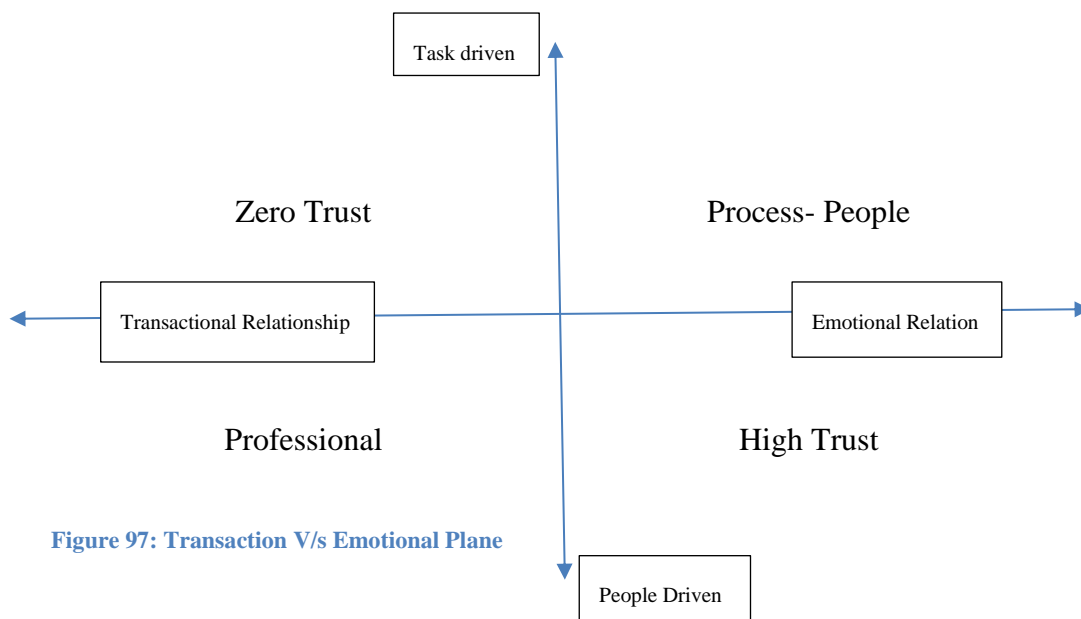 Task driven
Zero Trust
Process- People
Transactional Relationship
Emotional Relation
Professional
High Trust
Figure 97: Transaction V/s Emotional Plane
People Driven